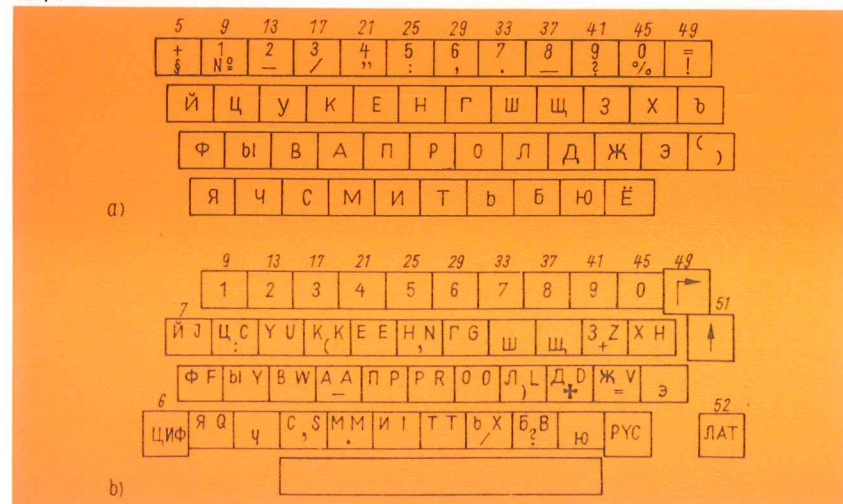 5 9 13 17 21 25 29 33 37 41 45 49
+ 1 2 3 4 5 6 7 8 9 0 =
§ № — / " : , . _ ? % !
Й Ц У К Е Н Г Ш Щ З Х Ъ
Ф Ы В А П Р О Л Д Ж Э ( )
a) Я Ч С М И Т Ь Б Ю Ё
9 13 17 21 25 29 33 37 41 45 49
1 2 3 4 5 6 7 8 9 0
7 51
Й J Ц : C Y U К ( K E E Н , N Г G Ш Щ З + Z X H
Ф F Ы Y B W A _ A П P P R O O Л ) L Д D Ж = V Э
6 52
ЦИФ Я Q Ч C , S M . M И I T T Ь / X Б ? B Ю РУС ЛАТ
b)